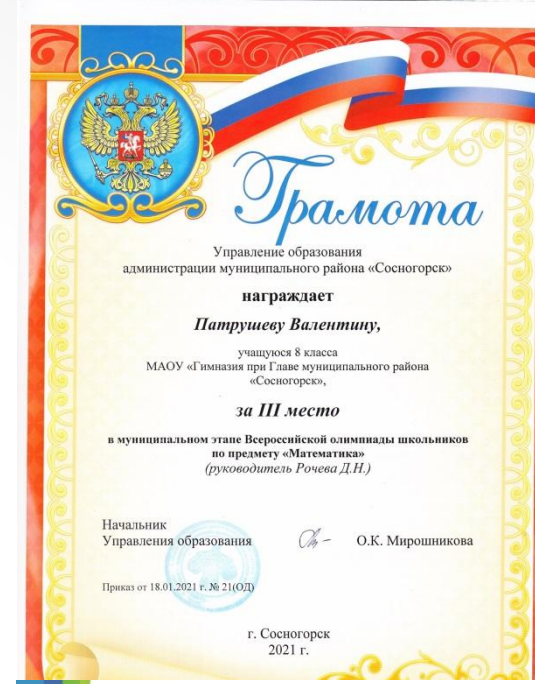 Грамота
Управление образования
администрации муниципального района «Сосногорск»
награждает
Патрушеву Валентину,
учащуюся 8 класса
МАОУ «Гимназия при Главе муниципального района
«Сосногорск»,
за III место
в муниципальном этапе Всероссийской олимпиады школьников
по предмету «Математика»
(руководитель Рочева Д.Н.)
Начальник
Управления образования О.К. Мирошникова
Приказ от 18.01.2021 г. № 21(ОД)
г. Сосногорск
2021 г.